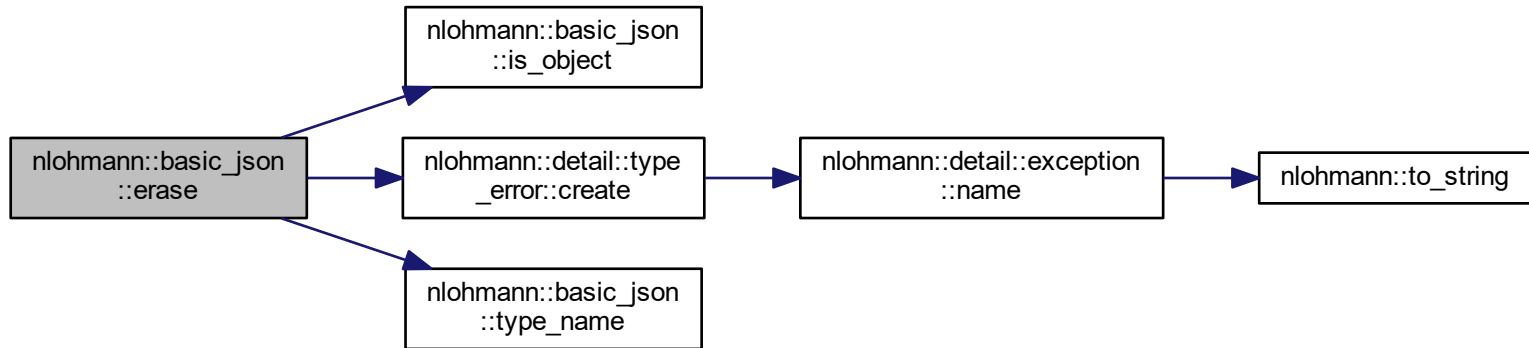 nlohmann::basic_json
::is_object
nlohmann::basic_json
::erase
nlohmann::detail::type
_error::create
nlohmann::detail::exception
::name
nlohmann::to_string
nlohmann::basic_json
::type_name